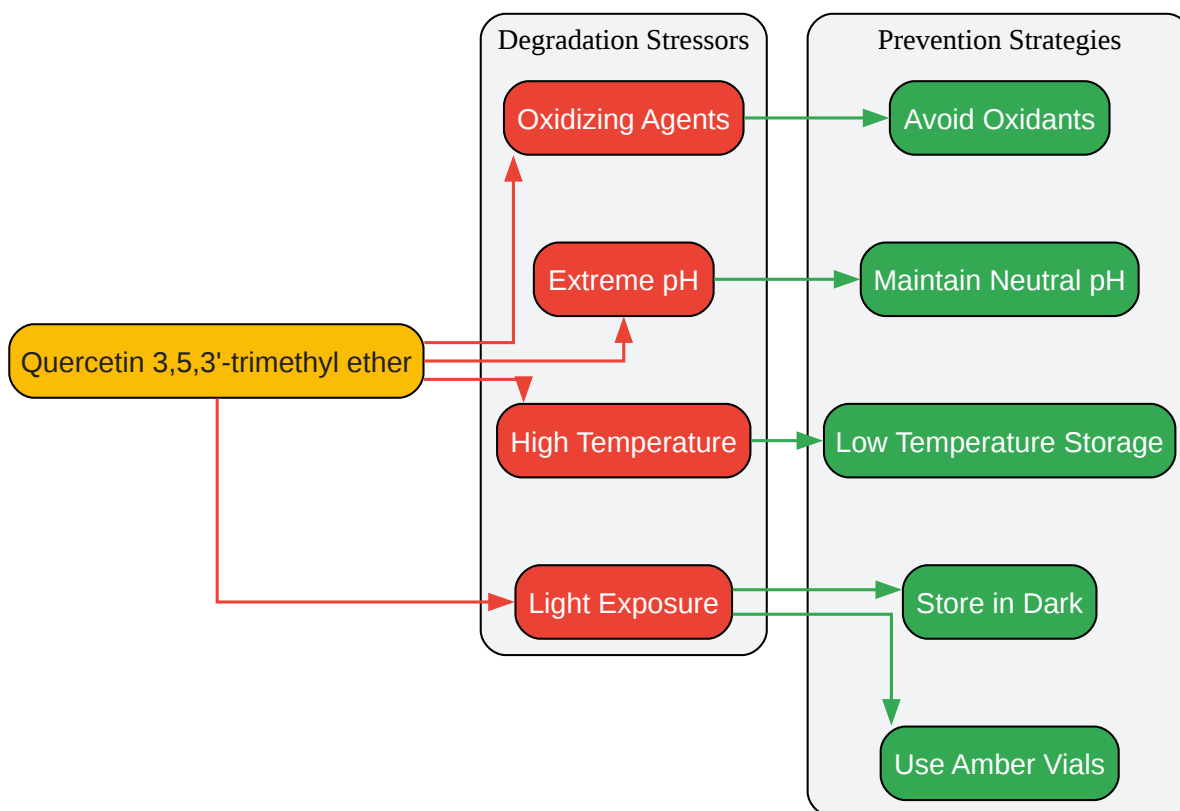 Degradation Stressors
Prevention Strategies
Oxidizing Agents
Avoid Oxidants
Extreme pH
Maintain Neutral pH
Quercetin 3,5,3'-trimethyl ether
High Temperature
Low Temperature Storage
Light Exposure
Store in Dark
Use Amber Vials